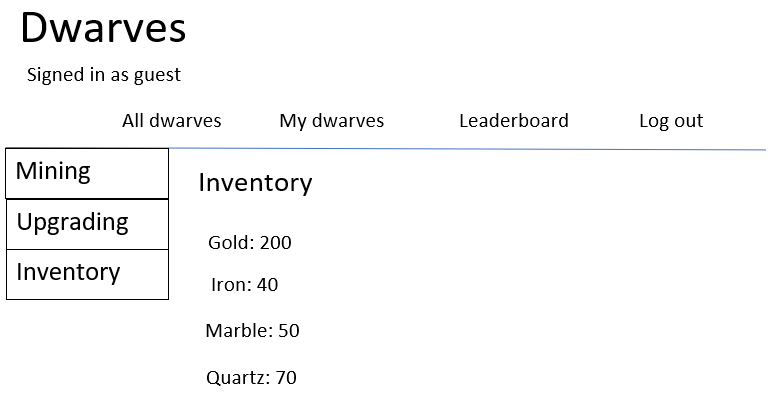 Dwarves
Signed in as guest
All dwarves My dwarves Leaderboard Log out
Mining
Upgrading
Inventory
Inventory
Gold: 200
Iron: 40
Marble: 50
Quartz: 70